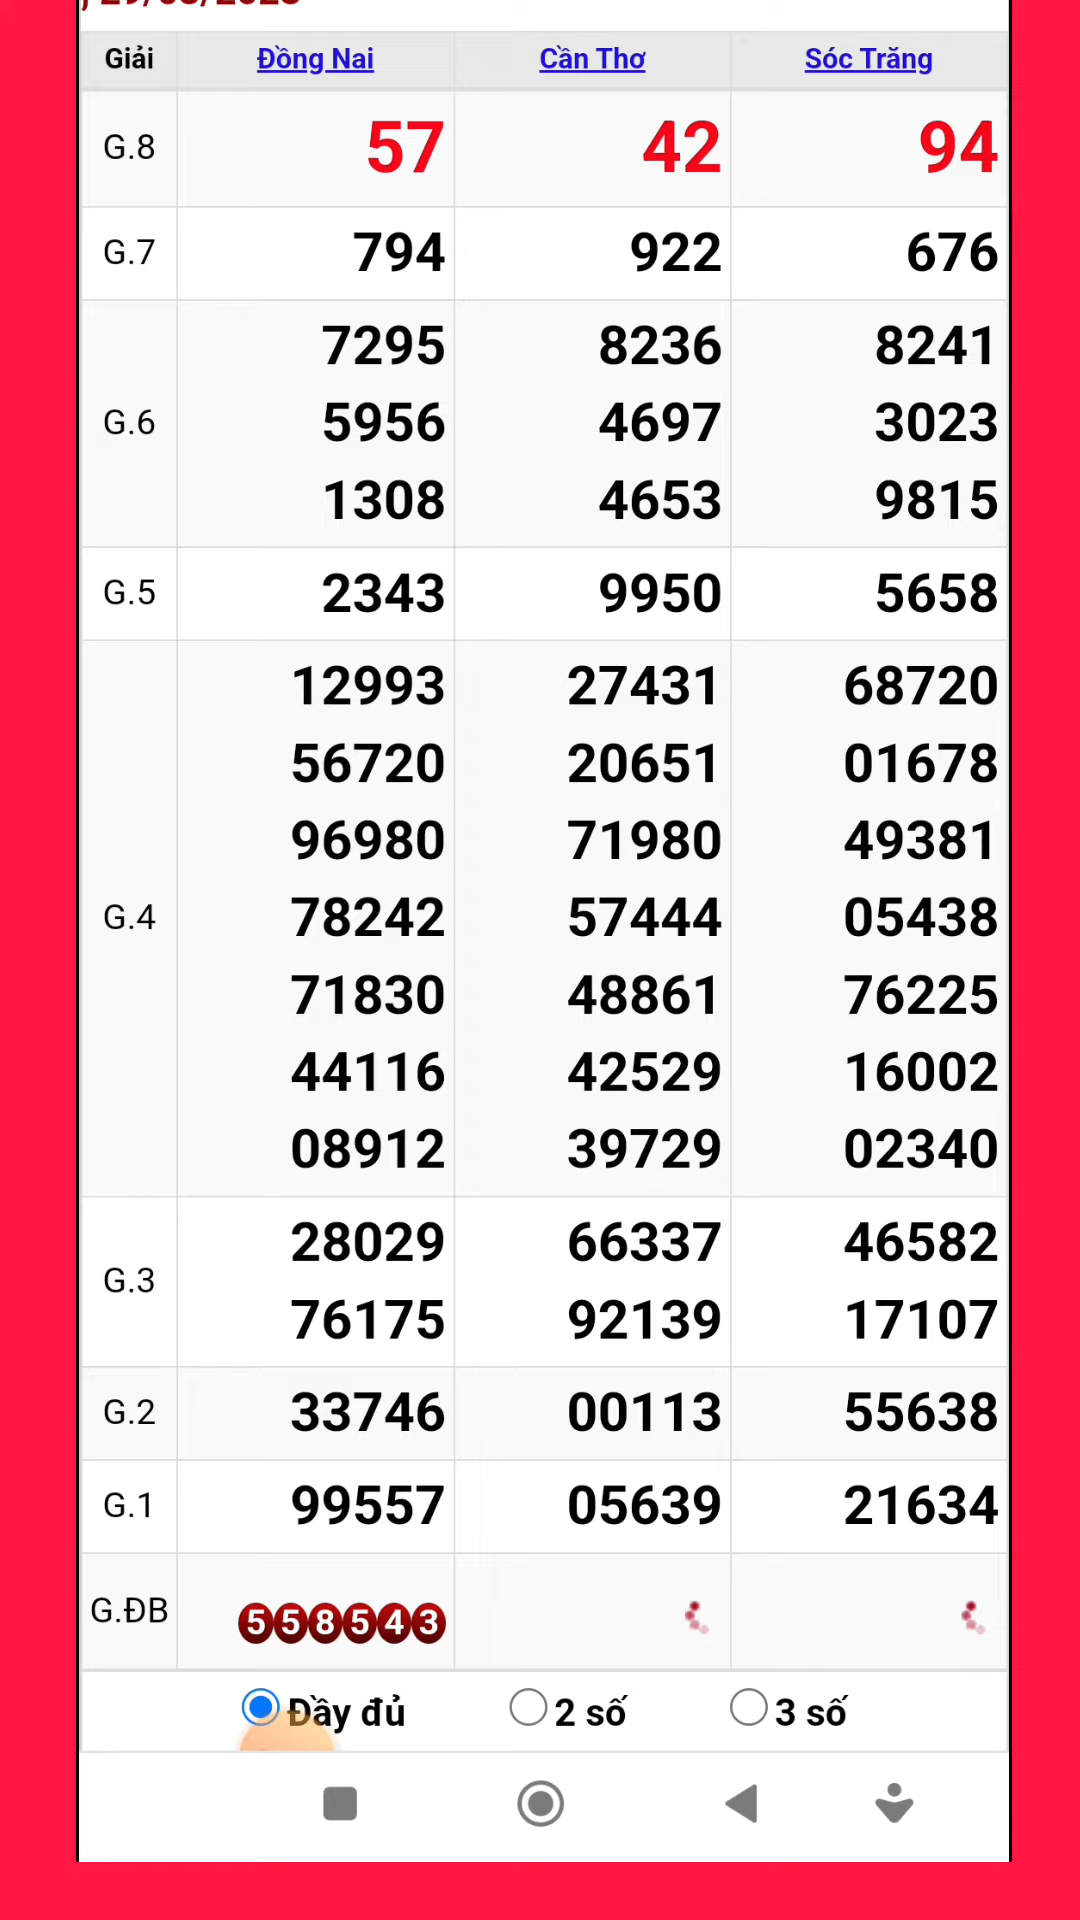 Giải Đồng Nai Cần Thơ Sóc Trăng
G.8 57 42 94
G.7 794 922 676
7295 8236 8241
G.6 5956 4697 3023
1308 4653 9815
G.5 2343 9950 5658
12993 27431 68720
56720 20651 01678
96980 71980 49381
G.4 78242 57444 05438
71830 48861 76225
44116 42529 16002
08912 39729 02340
28029 66337 46582
G.3
76175 92139 17107
G.2 33746 00113 55638
G.1 99557 05639 21634
G.ĐB 558543
Đầy đủ 2 số 3 số